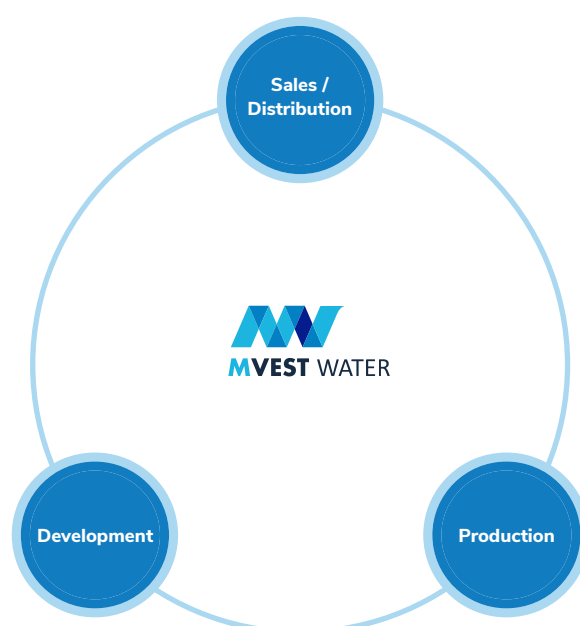 Sales /
Distribution
MVEST WATER
Development
Production